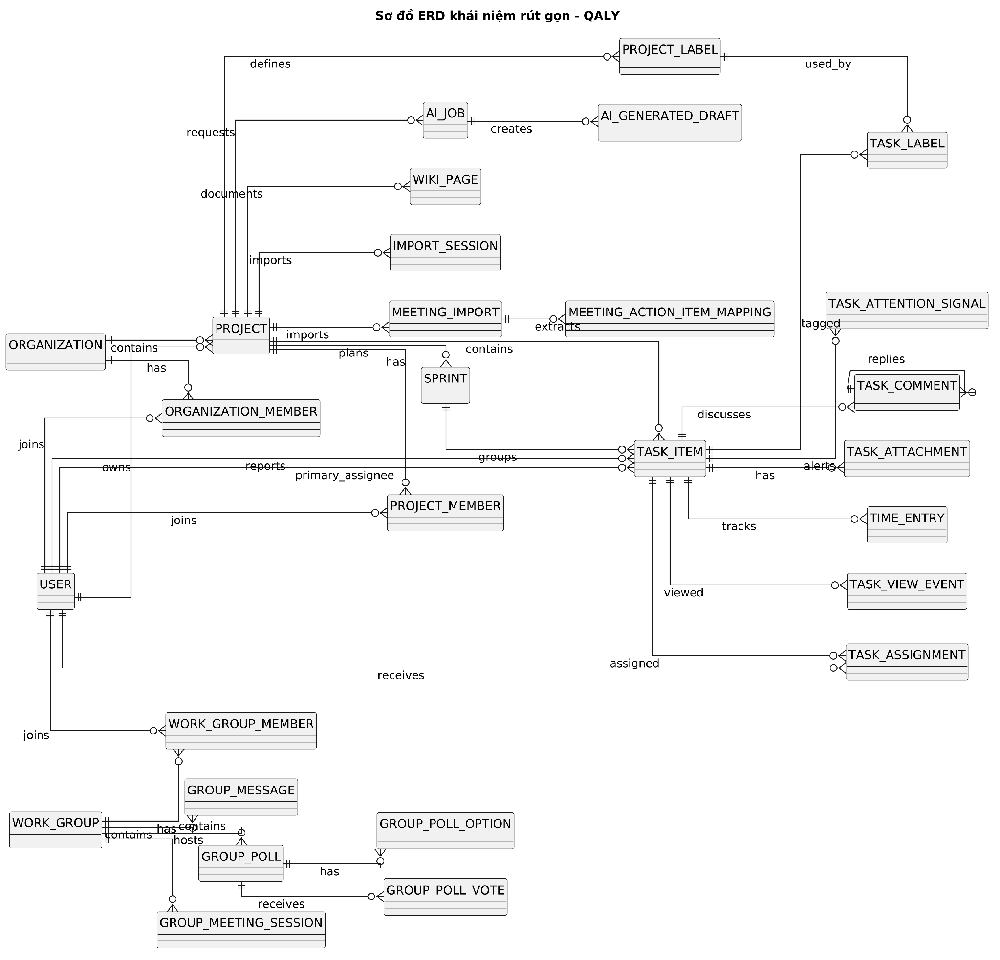 Sơ đồ ERD khái niệm rút gọn - QALY
PROJECT_LABEL
defines
used_by
AI_JOB
AI_GENERATED_DRAFT
requests
creates
TASK_LABEL
WIKI_PAGE
documents
IMPORT_SESSION
imports
TASK_ATTENTION_SIGNAL
MEETING_IMPORT
MEETING_ACTION_ITEM_MAPPING
extracts
tagged
PROJECT
imports
ORGANIZATION
contains
plans
contains
has
has
replies
SPRINT
TASK_COMMENT
ORGANIZATION_MEMBER
discusses
joins
TASK_ITEM
TASK_ATTACHMENT
groups
owns
reports
alerts
primary_assignee
has
PROJECT_MEMBER
joins
TIME_ENTRY
tracks
USER
TASK_VIEW_EVENT
viewed
TASK_ASSIGNMENT
assigned
receives
WORK_GROUP_MEMBER
joins
GROUP_MESSAGE
WORK_GROUP
GROUP_POLL_OPTION
has
contains
contains
hosts
GROUP_POLL
has
GROUP_POLL_VOTE
receives
GROUP_MEETING_SESSION